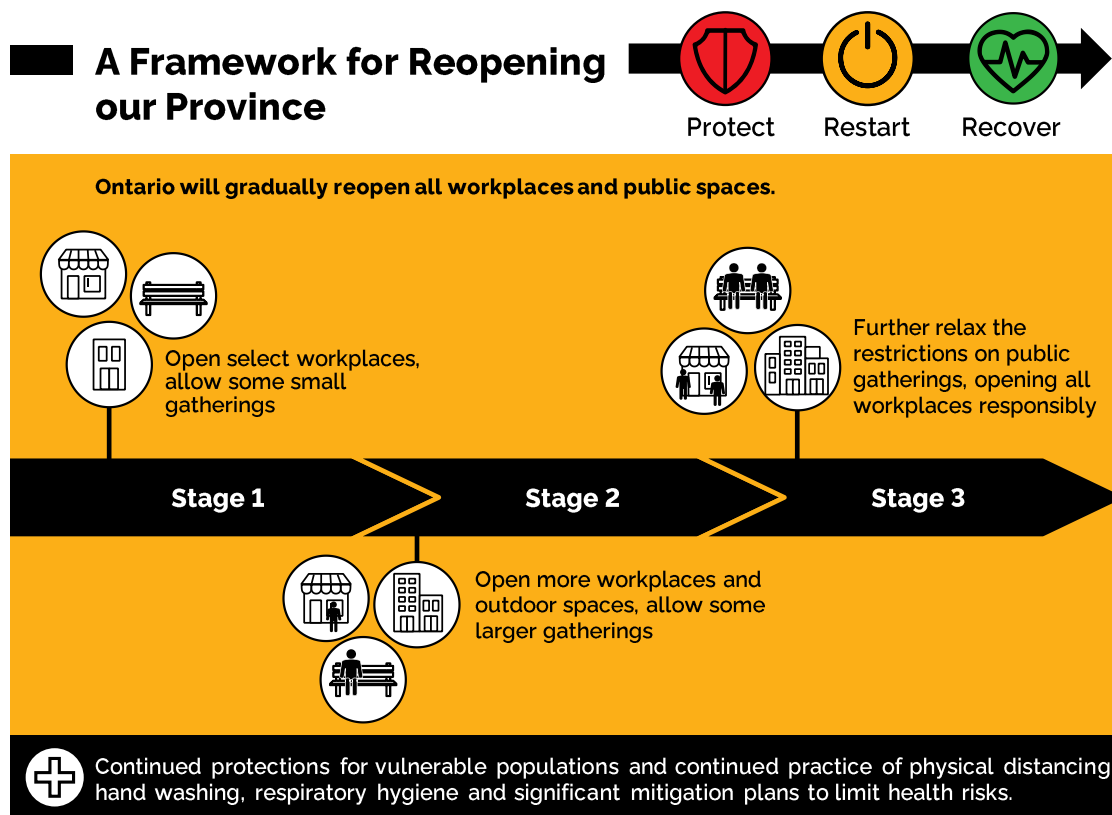 A Framework for Reopening
our Province
Protect
Restart
Recover
Ontario will gradually reopen all workplaces and public spaces.
Open select workplaces,
allow some small
gatherings
Further relax the
restrictions on public
gatherings, opening all
workplaces responsibly
Stage 1
Stage 2
Stage 3
Open more workplaces and
outdoor spaces, allow some
larger gatherings
Continued protections for vulnerable populations and continued practice of physical distancing
hand washing, respiratory hygiene and significant mitigation plans to limit health risks.